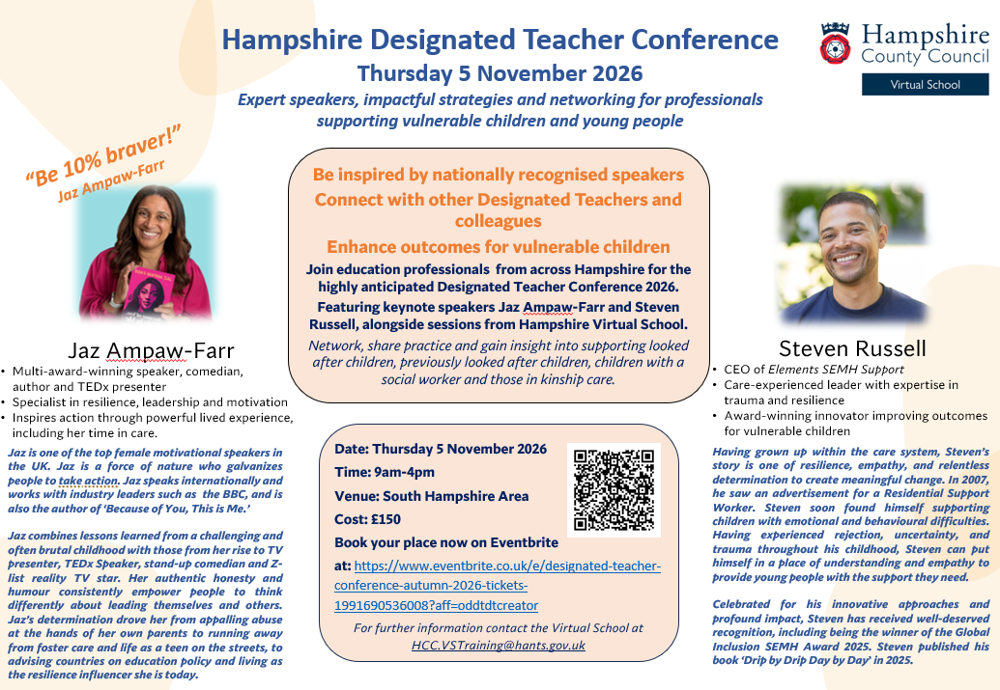 Hampshire Designated Teacher Conference
Thursday 5 November 2026
Expert speakers, impactful strategies and networking for professionals
supporting vulnerable children and young people
Hampshire
County Council
Virtual School
“Be 10% braver!”
Jaz Ampaw-Farr
Jaz Ampaw-Farr
• Multi-award-winning speaker, comedian,
author and TEDx presenter
• Specialist in resilience, leadership and motivation
• Inspires action through powerful lived experience,
including her time in care.
Jaz is one of the top female motivational speakers in
the UK. Jaz is a force of nature who galvanizes
people to take action. Jaz speaks internationally and
works with industry leaders such as the BBC, and is
also the author of ‘Because of You, This is Me.’
Jaz combines lessons learned from a challenging and
often brutal childhood with those from her rise to TV
presenter, TEDx Speaker, stand-up comedian and Z-
list reality TV star. Her authentic honesty and
humour consistently empower people to think
differently about leading themselves and others.
Jaz’s determination drove her from appalling abuse
at the hands of her own parents to running away
from foster care and life as a teen on the streets, to
advising countries on education policy and living as
the resilience influencer she is today.
Be inspired by nationally recognised speakers
Connect with other Designated Teachers and
colleagues
Enhance outcomes for vulnerable children
Join education professionals from across Hampshire for the
highly anticipated Designated Teacher Conference 2026.
Featuring keynote speakers Jaz Ampaw-Farr and Steven
Russell, alongside sessions from Hampshire Virtual School.
Network, share practice and gain insight into supporting looked
after children, previously looked after children, children with a
social worker and those in kinship care.
Date: Thursday 5 November 2026
Time: 9am-4pm
Venue: South Hampshire Area
Cost: £150
Book your place now on Eventbrite
at: https://www.eventbrite.co.uk/e/designated-teacher-
conference-autumn-2026-tickets-
1991690536008?aff=oddtdtcreator
For further information contact the Virtual School at
HCC.VSTraining@hants.gov.uk
Steven Russell
• CEO of Elements SEMH Support
• Care-experienced leader with expertise in
trauma and resilience
• Award-winning innovator improving outcomes
for vulnerable children
Having grown up within the care system, Steven’s
story is one of resilience, empathy, and relentless
determination to create meaningful change. In 2007,
he saw an advertisement for a Residential Support
Worker. Steven soon found himself supporting
children with emotional and behavioural difficulties.
Having experienced rejection, uncertainty, and
trauma throughout his childhood, Steven can put
himself in a place of understanding and empathy to
provide young people with the support they need.
Celebrated for his innovative approaches and
profound impact, Steven has received well-deserved
recognition, including being the winner of the Global
Inclusion SEMH Award 2025. Steven published his
book ‘Drip by Drip Day by Day’ in 2025.